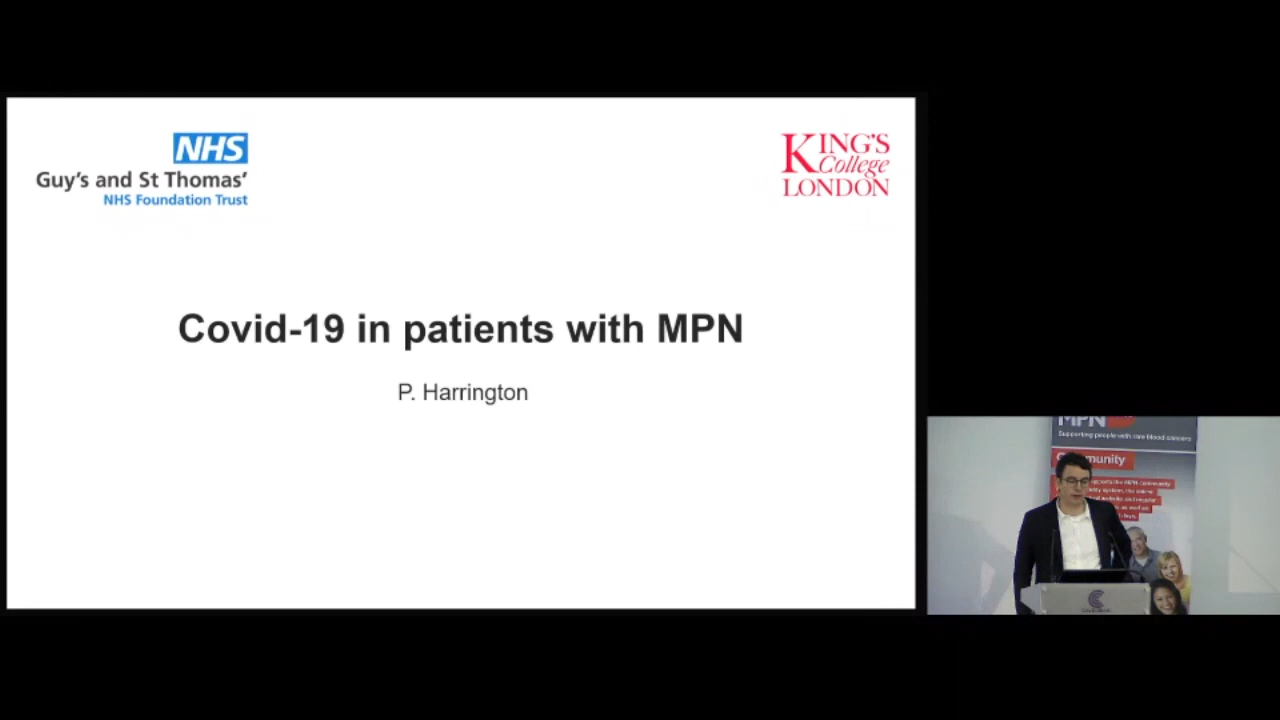 NHS
Guy's and St Thomas'
NHS Foundation Trust
KING'S
College
LONDON
Covid-19 in patients with MPN
P. Harrington
MPN
Supporting people with rare blood cancers